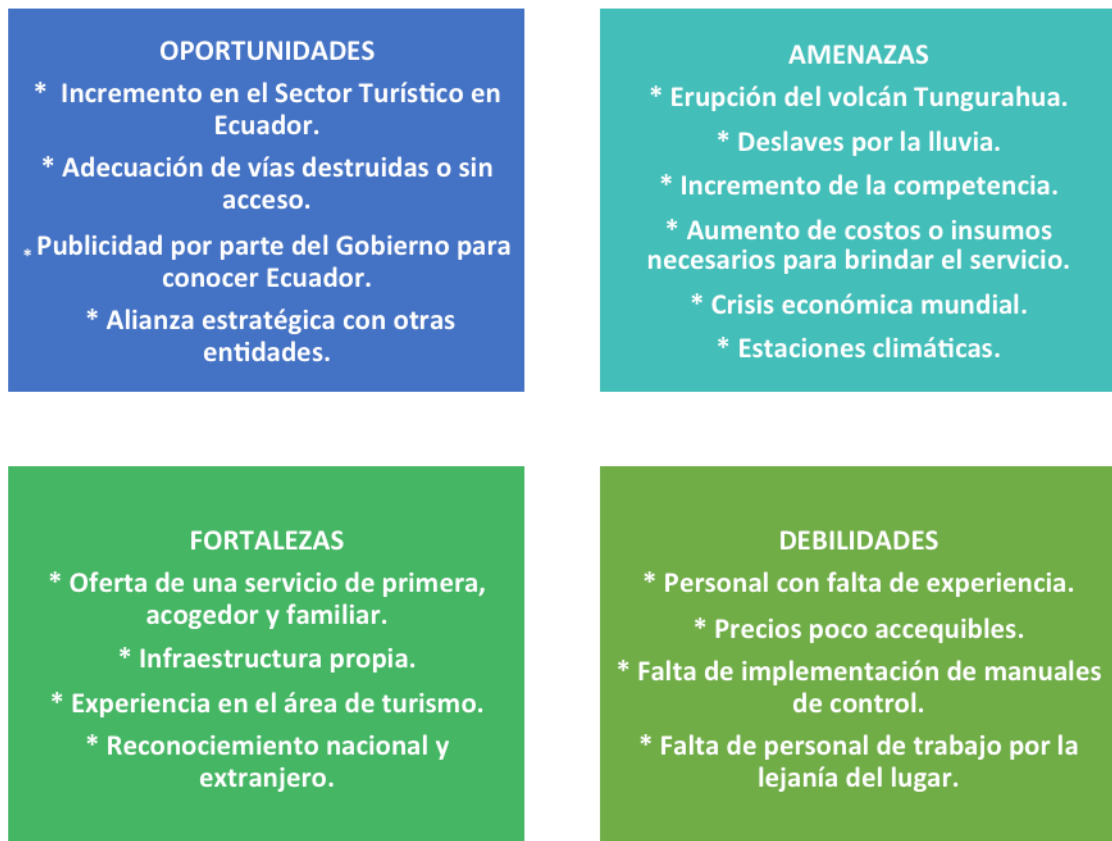 OPORTUNIDADES
* Incremento en el Sector Turístico en
Ecuador.
* Adecuación de vías destruidas o sin
acceso.
* Publicidad por parte del Gobierno para
conocer Ecuador.
* Alianza estratégica con otras
entidades.
AMENAZAS
* Erupción del volcán Tungurahua.
* Deslaves por la lluvia.
* Incremento de la competencia.
* Aumento de costos o insumos
necesarios para brindar el servicio.
* Crisis económica mundial.
* Estaciones climáticas.
FORTALEZAS
* Oferta de una servicio de primera,
acogedor y familiar.
* Infraestructura propia.
* Experiencia en el área de turismo.
* Reconociemiento nacional y
extranjero.
DEBILIDADES
* Personal con falta de experiencia.
* Precios poco accequibles.
* Falta de implementación de manuales
de control.
* Falta de personal de trabajo por la
lejanía del lugar.